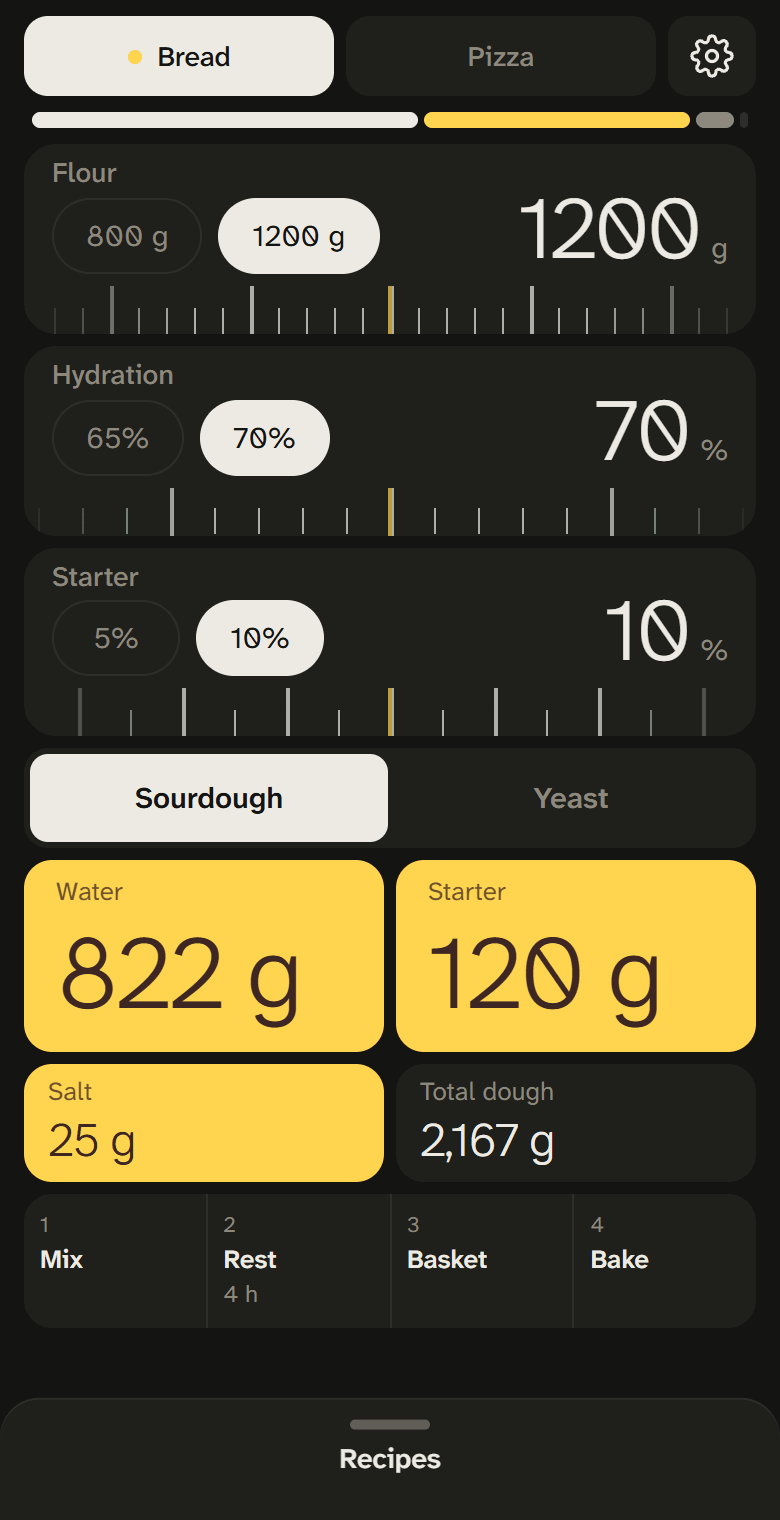 Bread
Pizza
Flour
800 g
1200 g
1200 g
Hydration
65%
70%
70 %
Starter
5%
10%
10 %
Sourdough
Yeast
Water
822 g
Starter
120 g
Salt
25 g
Total dough
2,167 g
1
Mix
2
Rest
4 h
3
Basket
4
Bake
Recipes